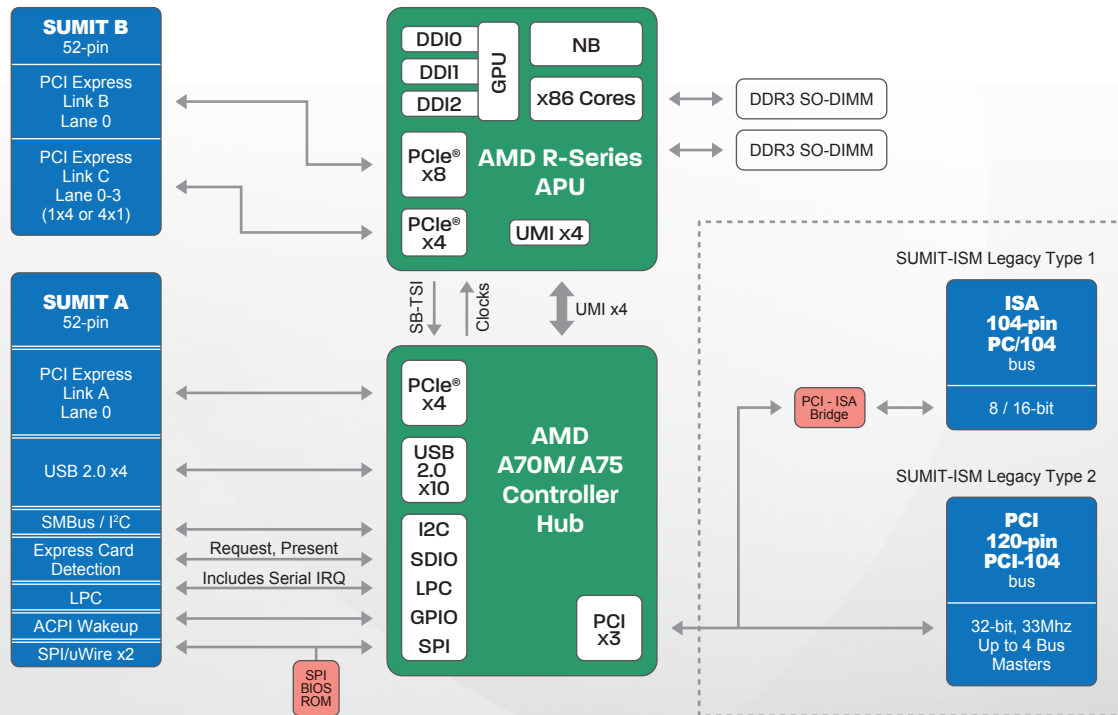 SUMIT B
52-pin
PCI Express
Link B
Lane 0
PCI Express
Link C
Lane 0-3
(1x4 or 4x1)
DDI0
DDI1
DDI2
GPU
NB
x86 Cores
PCIe®
x8
AMD R-Series
APU
PCIe®
x4
UMI x4
DDR3 SO-DIMM
DDR3 SO-DIMM
SB-TSI
Clocks
UMI x4
SUMIT A
52-pin
PCI Express
Link A
Lane 0
USB 2.0 x4
SMBus / I²C
Express Card
Detection
LPC
ACPI Wakeup
SPI/uWire x2
Request, Present
Includes Serial IRQ
SPI
BIOS
ROM
PCIe®
x4
USB
2.0
x10
I2C
SDIO
LPC
GPIO
SPI
AMD
A70M/A75
Controller
Hub
PCI
x3
SUMIT-ISM Legacy Type 1
ISA
104-pin
PC/104
bus
8 / 16-bit
PCI - ISA
Bridge
SUMIT-ISM Legacy Type 2
PCI
120-pin
PCI-104
bus
32-bit, 33Mhz
Up to 4 Bus
Masters